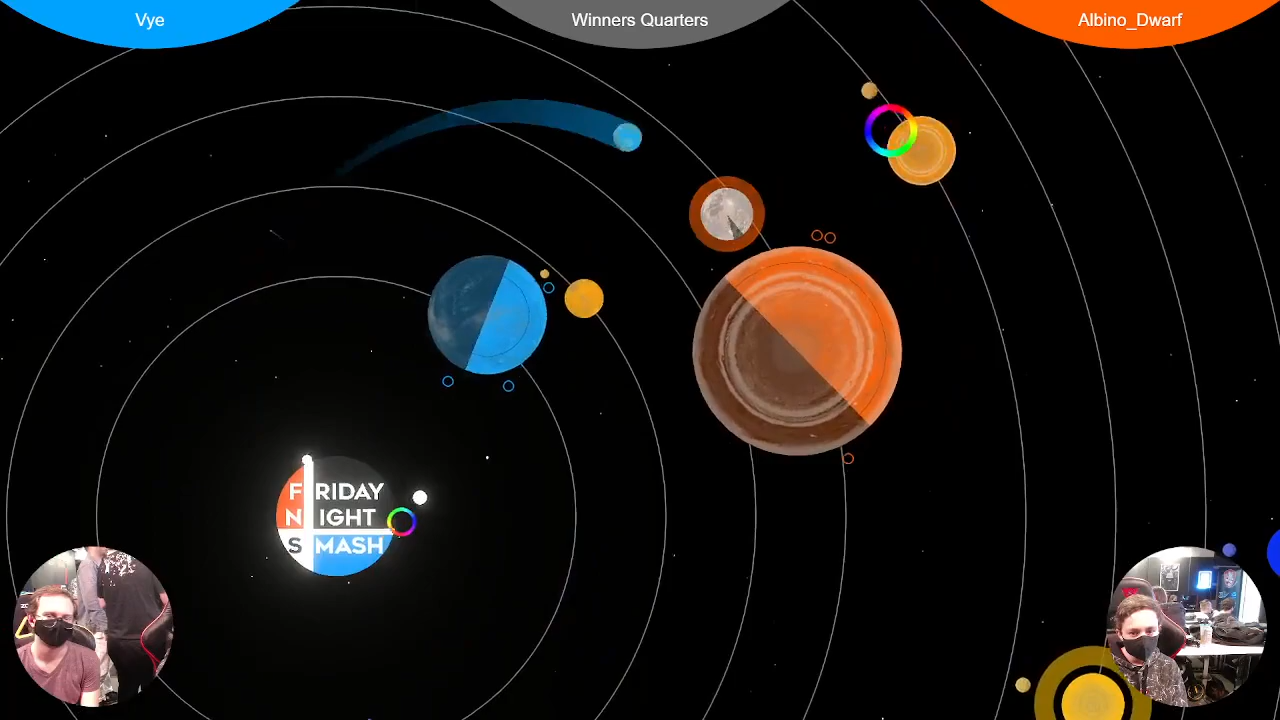 Vye
Winners Quarters
Albino_Dwarf
FRIDAY
NIGHT
SMASH